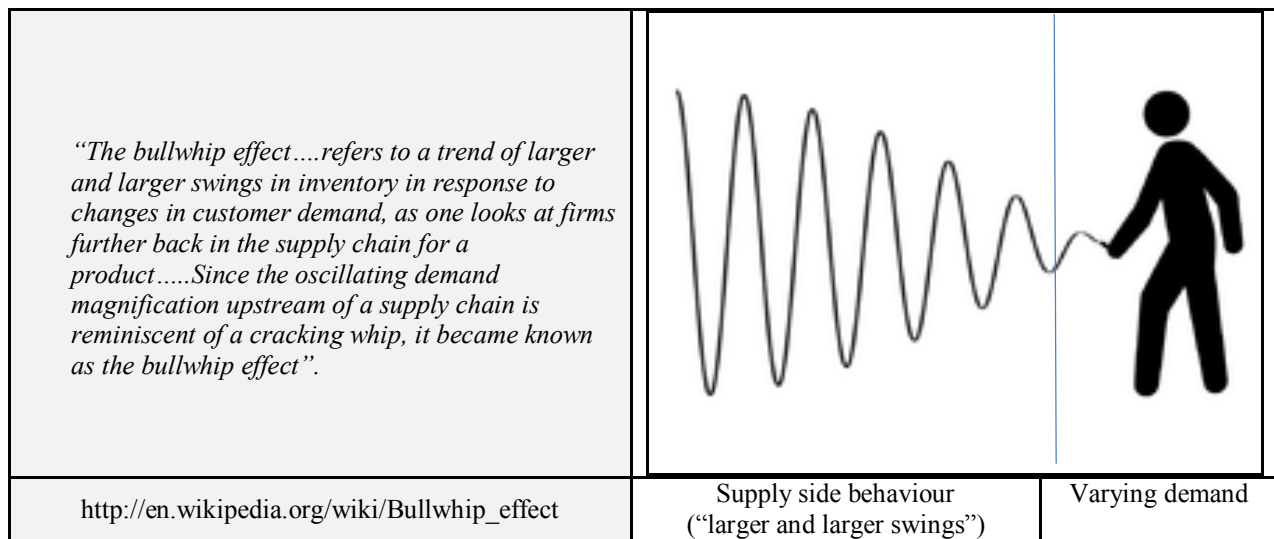 “The bullwhip effect....refers to a trend of larger
and larger swings in inventory in response to
changes in customer demand, as one looks at firms
further back in the supply chain for a
product.....Since the oscillating demand
magnification upstream of a supply chain is
reminiscent of a cracking whip, it became known
as the bullwhip effect”.
http://en.wikipedia.org/wiki/Bullwhip_effect
Supply side behaviour
(“larger and larger swings”)
Varying demand